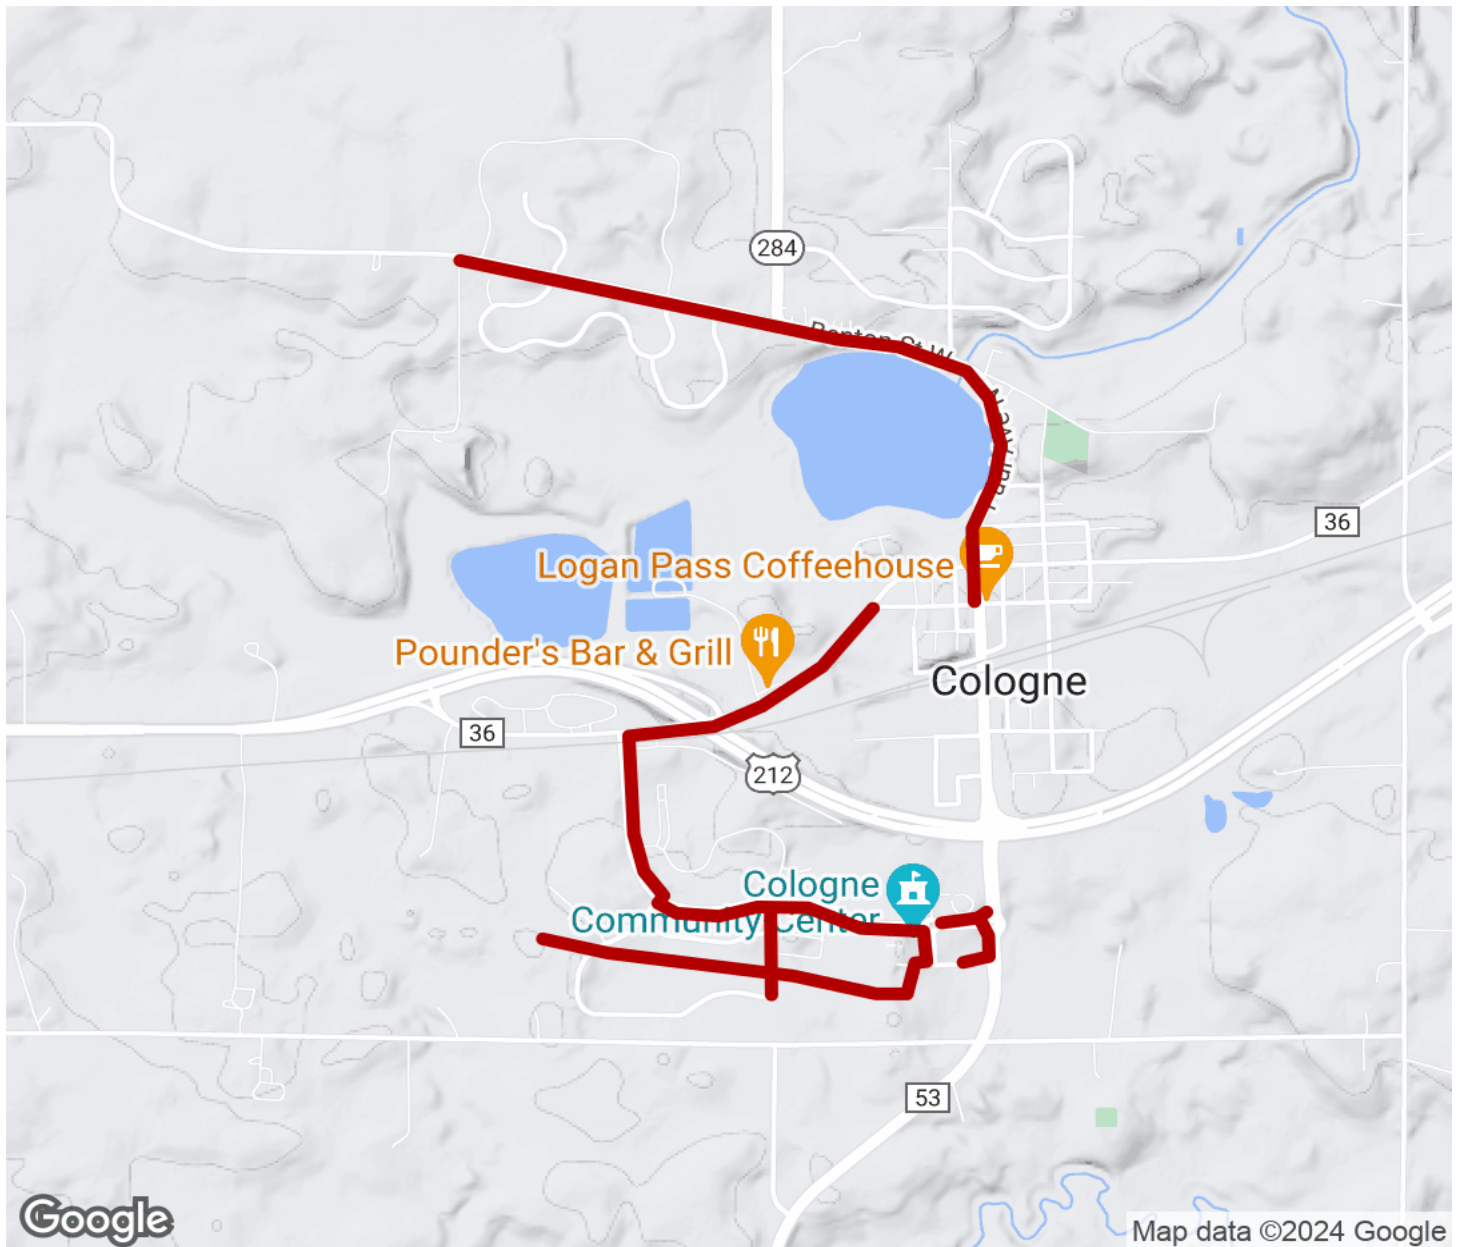 284
36
Logan Pass Coffeehouse
Pounder's Bar & Grill
Cologne
36
212
Cologne
Community Center
53
Google
Map data ©2024 Google